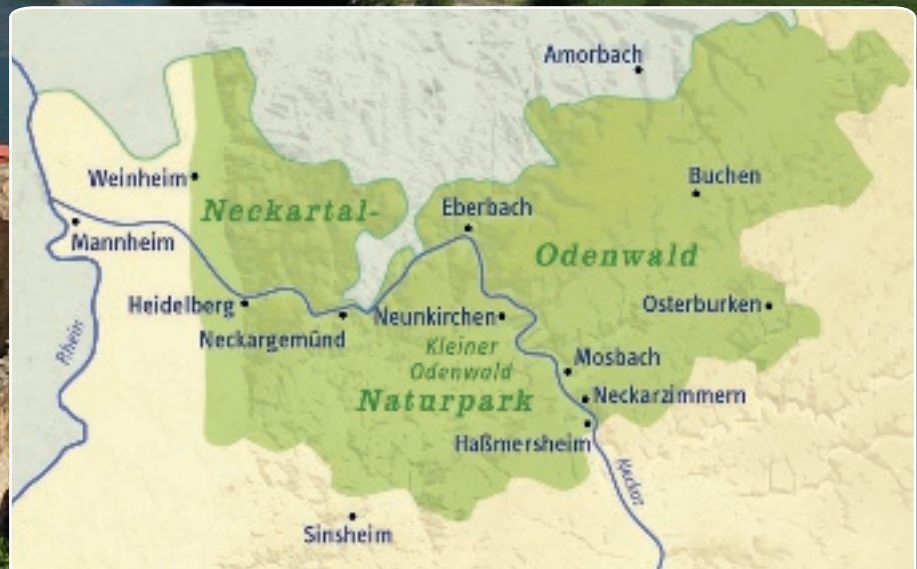 Amorbach
Weinheim
Buchen
Neckartal-
Eberbach
Mannheim
Odenwald
Heidelberg
Osterburken
Neckargemünd
Neunkirchen
Rhein
Kleiner
Odenwald
Mosbach
Naturpark
Neckarzimmern
Haßmersheim
Neckar
Sinsheim